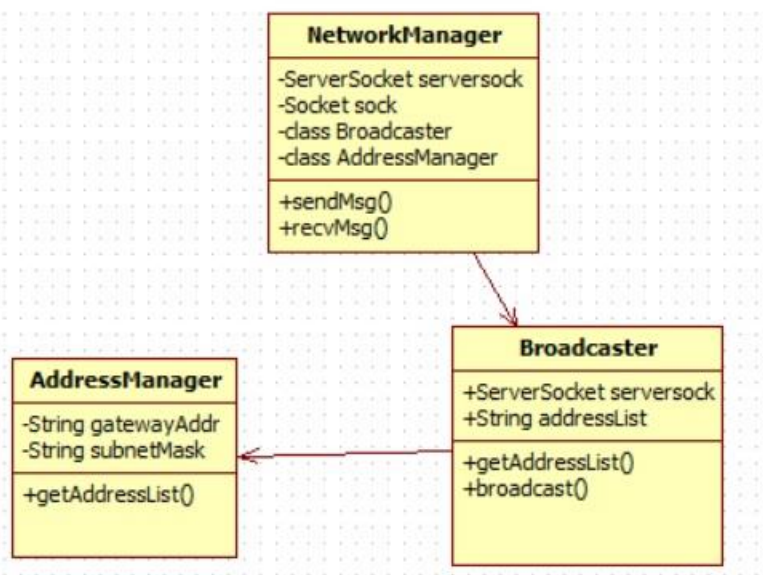 NetworkManager
-ServerSocket serversock
-Socket sock
-class Broadcaster
-class AddressManager
+sendMsg()
+recvMsg()
Broadcaster
+ServerSocket serversock
+String addressList
+getAddressList()
+broadcast()
AddressManager
-String gatewayAddr
-String subnetMask
+getAddressList()